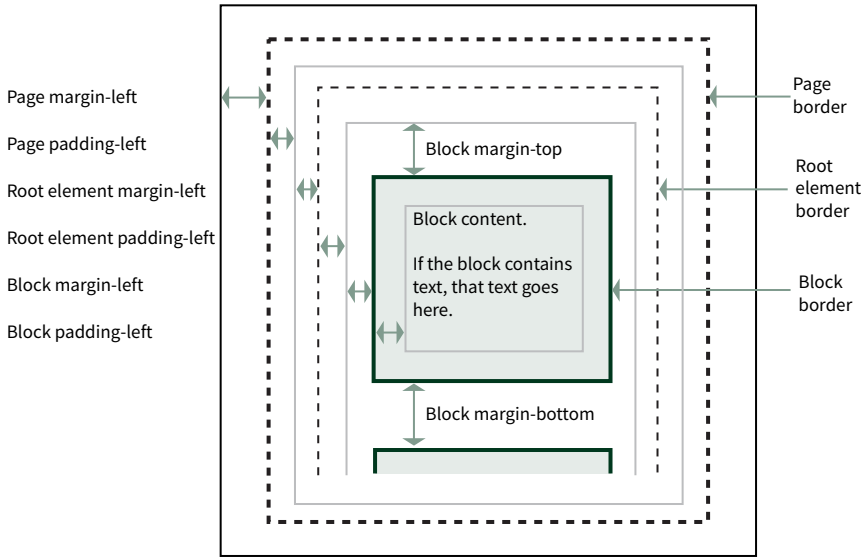 Page margin-left
Page padding-left
Root element margin-left
Root element padding-left
Block margin-left
Block padding-left
Block margin-top
Block content.
If the block contains
text, that text goes
here.
Block margin-bottom
Page
border
Root
element
border
Block
border